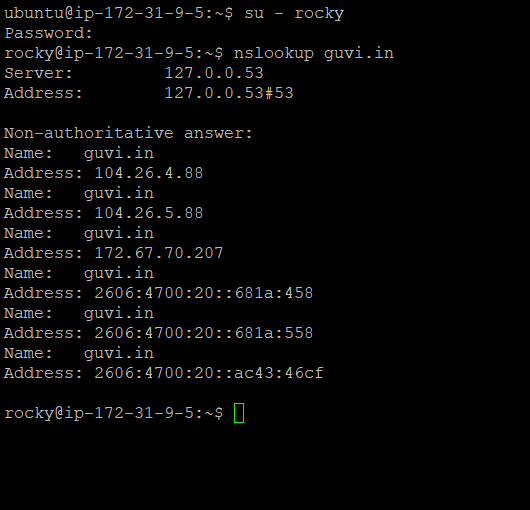 ubuntu@ip-172-31-9-5:~$ su - rocky
Password:
rocky@ip-172-31-9-5:~$ nslookup guvi.in
Server:         127.0.0.53
Address:        127.0.0.53#53

Non-authoritative answer:
Name:   guvi.in
Address: 104.26.4.88
Name:   guvi.in
Address: 104.26.5.88
Name:   guvi.in
Address: 172.67.70.207
Name:   guvi.in
Address: 2606:4700:20::681a:458
Name:   guvi.in
Address: 2606:4700:20::681a:558
Name:   guvi.in
Address: 2606:4700:20::ac43:46cf

rocky@ip-172-31-9-5:~$